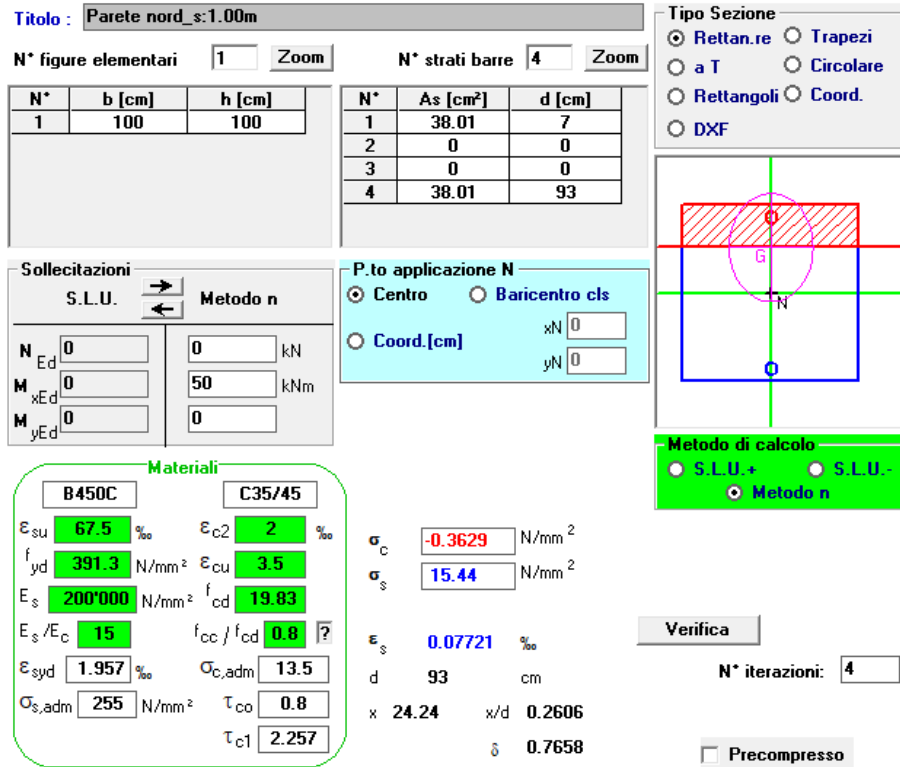 Titolo : Parete nord_s:1.00m
N° figure elementari 1 Zoom N° strati barre 4 Zoom
N° b [cm] h [cm]
1 100 100
N° As [cm²] d [cm]
1 38.01 7
2 0 0
3 0 0
4 38.01 93
Tipo Sezione
Rettan.re Trapezi
a T Circolare
Rettangoli Coord.
DXF
G
N
Sollecitazioni
S.L.U. Metodo n
N Ed 0 0 kN
M xEd 0 50 kNm
M yEd 0 0
P.to applicazione N
Centro Baricentro cls
Coord.[cm] xN 0
yN 0
Metodo di calcolo
S.L.U.+ S.L.U.-
Metodo n
Materiali
B450C C35/45
εsu 67.5 ‰ εc2 2 ‰
fyd 391.3 N/mm² εcu 3.5
Es 200'000 N/mm² fcd 19.83
Es/Ec 15 fcc / fcd 0.8 ?
εsyd 1.957 ‰ σc,adm 13.5
σs,adm 255 N/mm² τco 0.8
τc1 2.257
σc -0.3629 N/mm²
σs 15.44 N/mm²
εs 0.07721 ‰
d 93 cm
x 24.24 x/d 0.2606
δ 0.7658
Verifica
N° iterazioni: 4
Precompresso